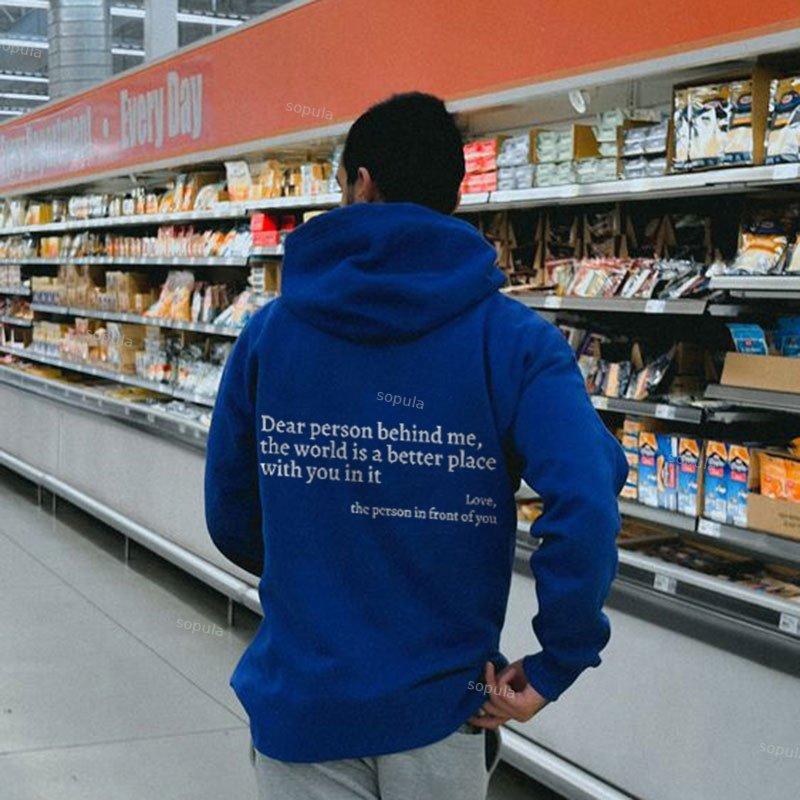 Every Day
sopula
sopula
Dear person behind me,
the world is a better place
with you in it
Love,
the person in front of you
sopula
sopula
sopula
sopula